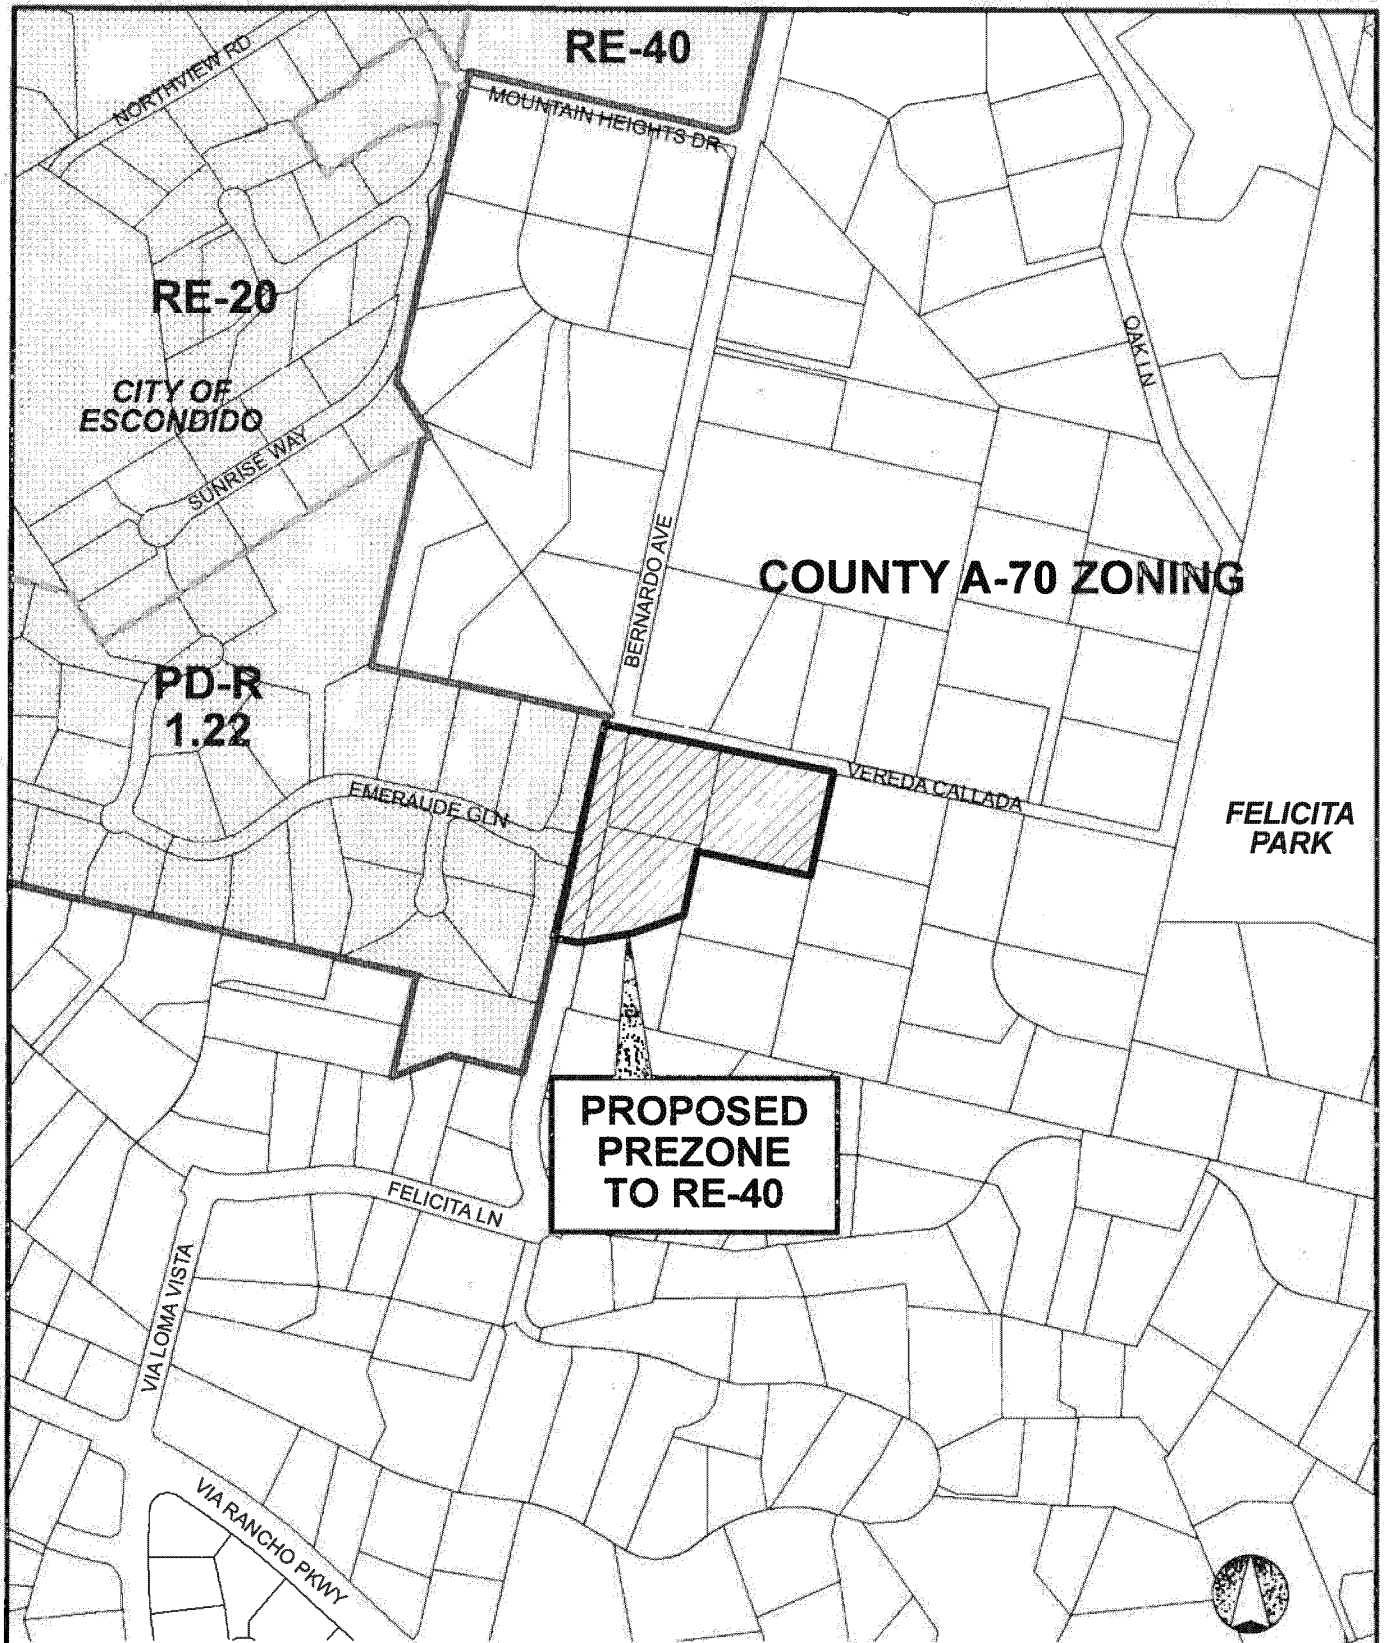 RE-40
NORTHVIEW RD
MOUNTAIN HEIGHTS DR
RE-20
CITY OF
ESCONDIDO
OAK LN
SUNRISE WAY
BERNARDO AVE
COUNTY A-70 ZONING
PD-R
1.22
EMERAUDE GLN
VEREDA CALLADA
FELICITA
PARK
PROPOSED
PREZONE
TO RE-40
FELICITA LN
VIA LOMA VISTA
VIA RANCHO PKWY